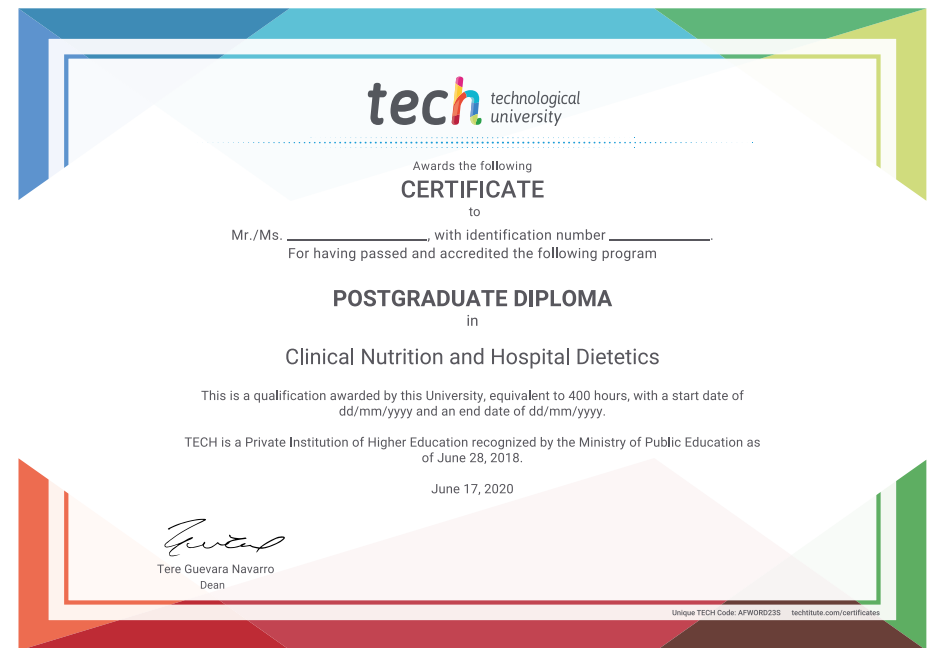 tech technological
university
Awards the following
CERTIFICATE
to
Mr./Ms. ____________________, with identification number ______________.
For having passed and accredited the following program
POSTGRADUATE DIPLOMA
in
Clinical Nutrition and Hospital Dietetics
This is a qualification awarded by this University, equivalent to 400 hours, with a start date of
dd/mm/yyyy and an end date of dd/mm/yyyy.
TECH is a Private Institution of Higher Education recognized by the Ministry of Public Education as
of June 28, 2018.
June 17, 2020
Tere Guevara Navarro
Dean
Unique TECH Code: AFWORD23S techtitute.com/certificates